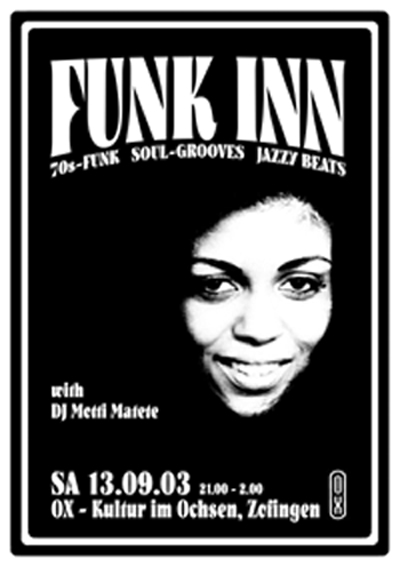 FUNK INN
70s-FUNK SOUL-GROOVES JAZZY BEATS
with
DJ Metti Matete
SA 13.09.03 21.00 - 2.00
OX - Kultur im Ochsen, Zofingen
OX